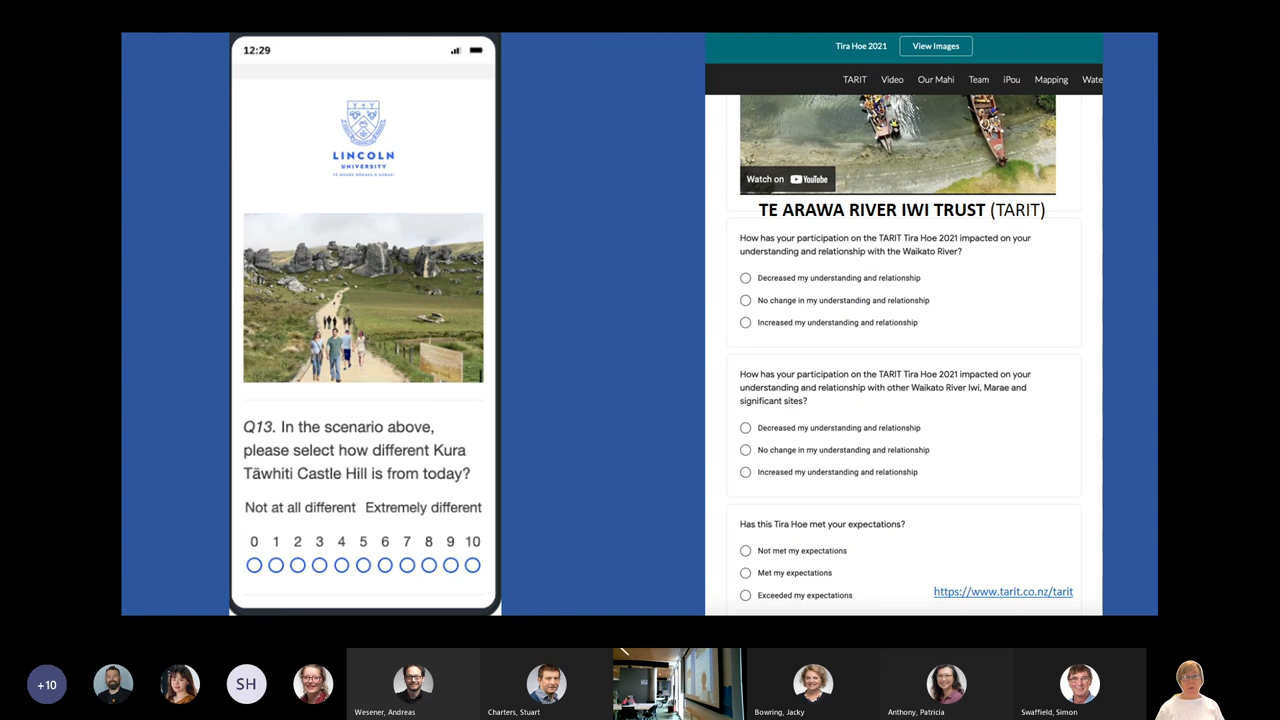 12:29
LINCOLN
UNIVERSITY
TE WHARE WĀNAKA O AORAKI
Q13. In the scenario above,
please select how different Kura
Tāwhiti Castle Hill is from today?
Not at all different Extremely different
0 1 2 3 4 5 6 7 8 9 10
Tira Hoe 2021 View Images
TARIT Video Our Mahi Team iPou Mapping Wate
Watch on YouTube
TE ARAWA RIVER IWI TRUST (TARIT)
How has your participation on the TARIT Tira Hoe 2021 impacted on your
understanding and relationship with the Waikato River?
Decreased my understanding and relationship
No change in my understanding and relationship
Increased my understanding and relationship
How has your participation on the TARIT Tira Hoe 2021 impacted on your
understanding and relationship with other Waikato River Iwi, Marae and
significant sites?
Decreased my understanding and relationship
No change in my understanding and relationship
Increased my understanding and relationship
Has this Tira Hoe met your expectations?
Not met my expectations
Met my expectations
Exceeded my expectations
https://www.tarit.co.nz/tarit
+10
SH
Wesener, Andreas
Charters, Stuart
Bowring, Jacky
Anthony, Patricia
Swaffield, Simon